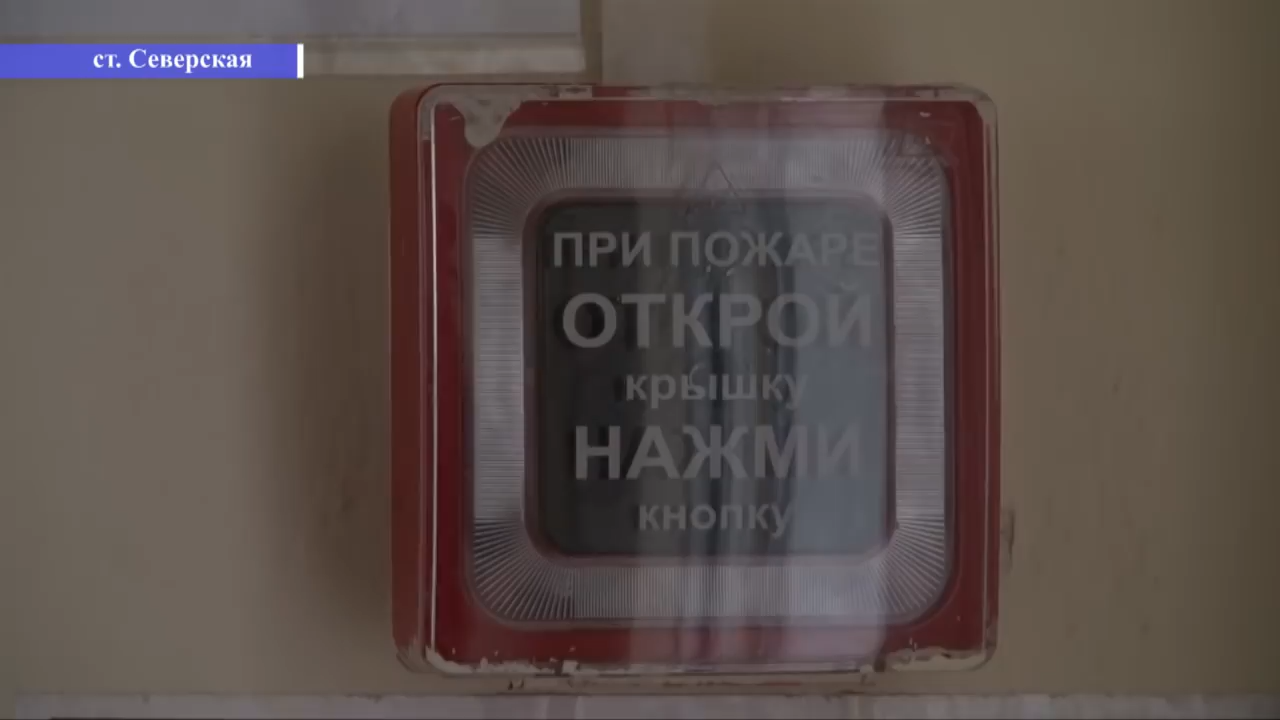 ст. Северская
ПРИ ПОЖАРЕ
ОТКРОЙ
крышку
НАЖМИ
кнопку